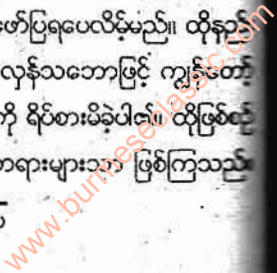 ဖော်ပြရပေလိမ့်မည်။ ထိုနည်
လှန်သဘောဖြင့် ကျွန်တော့်
ကို ရိပ်စားမိခဲ့ပါ၏။ ထိုဖြစ်စဉ်
ရားများသာ ဖြစ်ကြသည်။
www.burmeseclassic.com